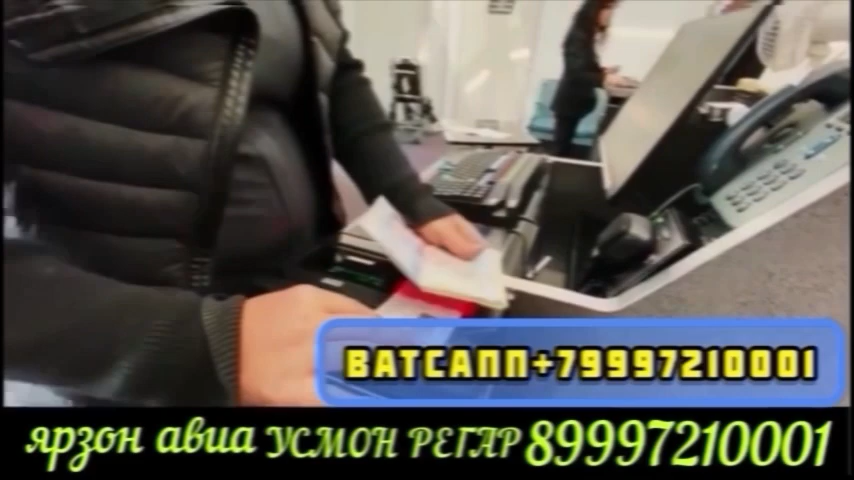 ВАТСАПП+79997210001
ярзон авиа УСМОН РЕГАР 89997210001